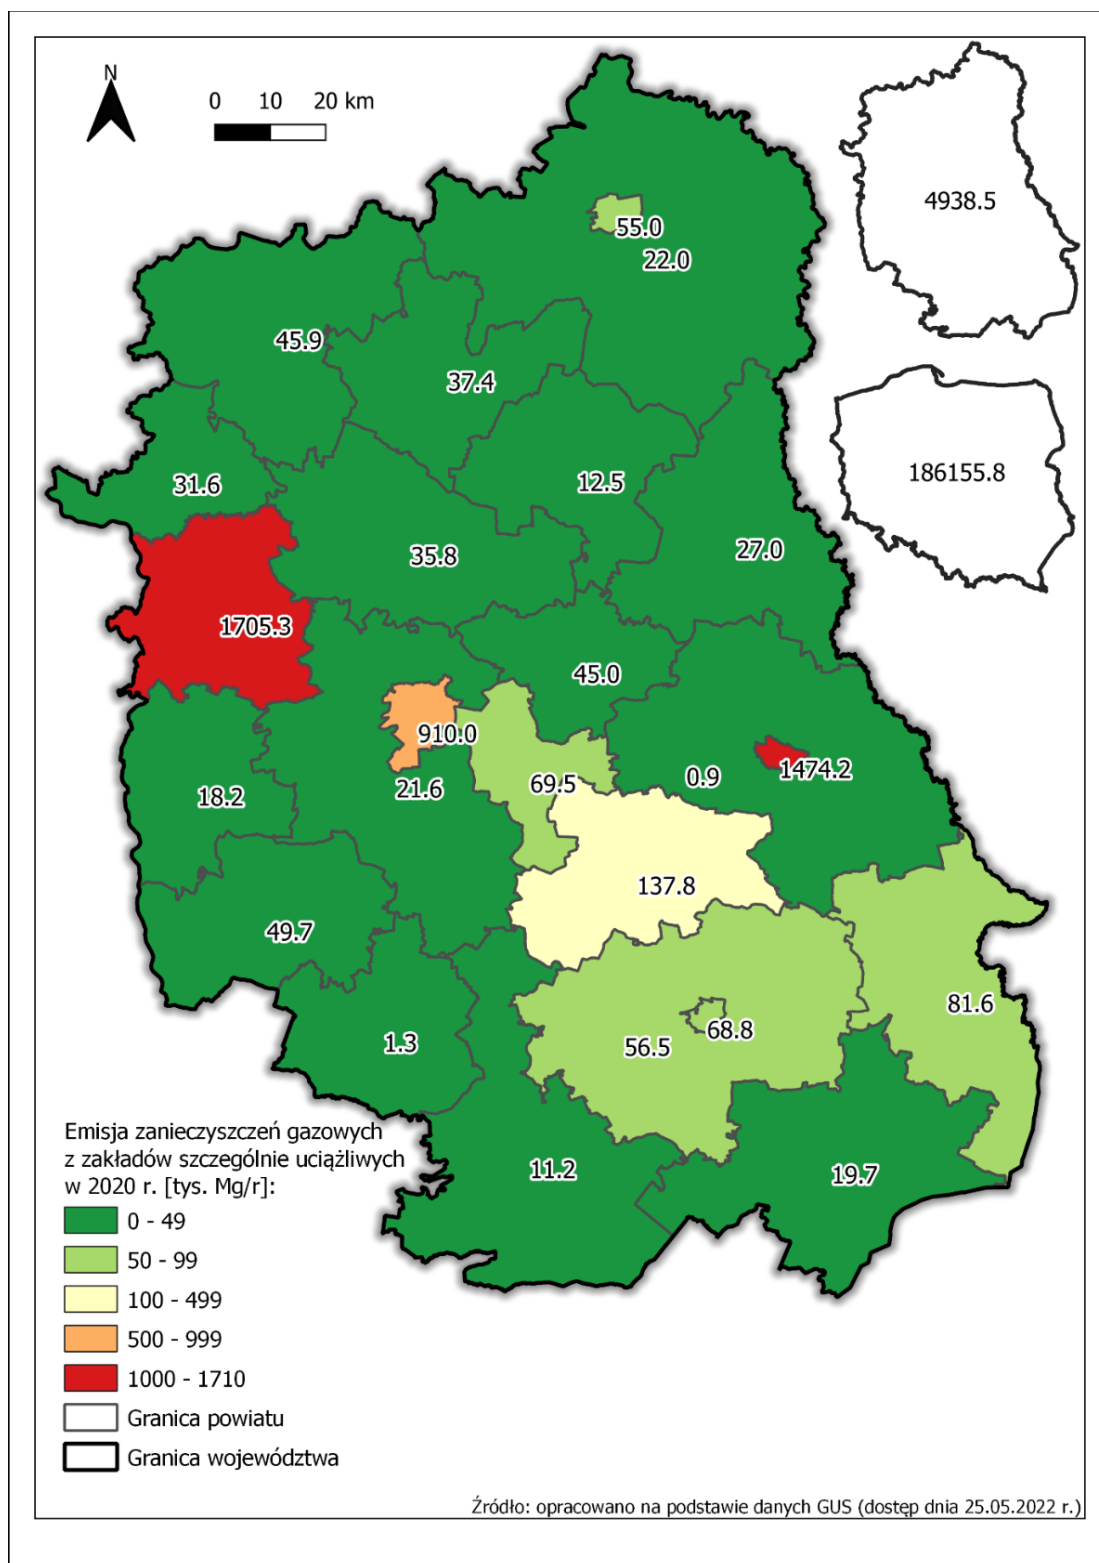 N
0 10 20 km
4938.5
55.0
22.0
45.9
37.4
186155.8
31.6
12.5
35.8
27.0
1705.3
45.0
910.0
69.5
0.9
1474.2
18.2
21.6
137.8
49.7
81.6
1.3
56.5
68.8
11.2
19.7
Emisja zanieczyszczeń gazowych
z zakładów szczególnie uciążliwych
w 2020 r. [tys. Mg/r]:
0 - 49
50 - 99
100 - 499
500 - 999
1000 - 1710
Granica powiatu
Granica województwa
Źródło: opracowano na podstawie danych GUS (dostęp dnia 25.05.2022 r.)